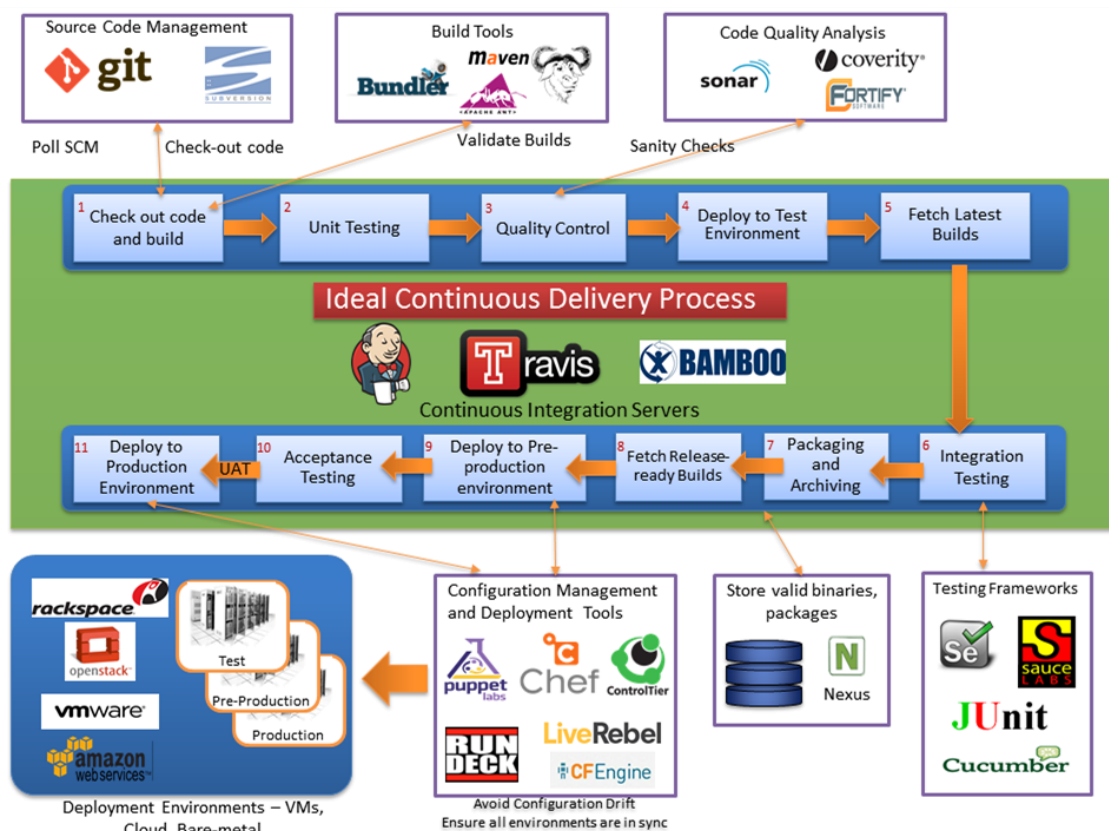 Source Code Management
git
SUBVERSION
Build Tools
Bundler
maven
<APACHE ANT>
Code Quality Analysis
sonar
coverity®
FORTIFY®
SOFTWARE
Poll SCM
Check-out code
Validate Builds
Sanity Checks
1 Check out code
and build
2 Unit Testing
3 Quality Control
4 Deploy to Test
Environment
5 Fetch Latest
Builds
Ideal Continuous Delivery Process
Travis
BAMBOO
Continuous Integration Servers
11 Deploy to
Production
Environment
UAT
10 Acceptance
Testing
9 Deploy to Pre-
production
environment
8 Fetch Release-
ready Builds
7 Packaging
and
Archiving
6 Integration
Testing
rackspace
openstack
vmware®
amazon
web services™
Test
Pre-Production
Production
Deployment Environments – VMs,
Cloud, Bare-metal
Configuration Management
and Deployment Tools
puppet
labs
Chef
ControlTier
RUN
DECK
LiveRebel
CFEngine
Avoid Configuration Drift
Ensure all environments are in sync
Store valid binaries,
packages
N
Nexus
Testing Frameworks
Se
S
sauce
LABS
JUnit
Cucumber